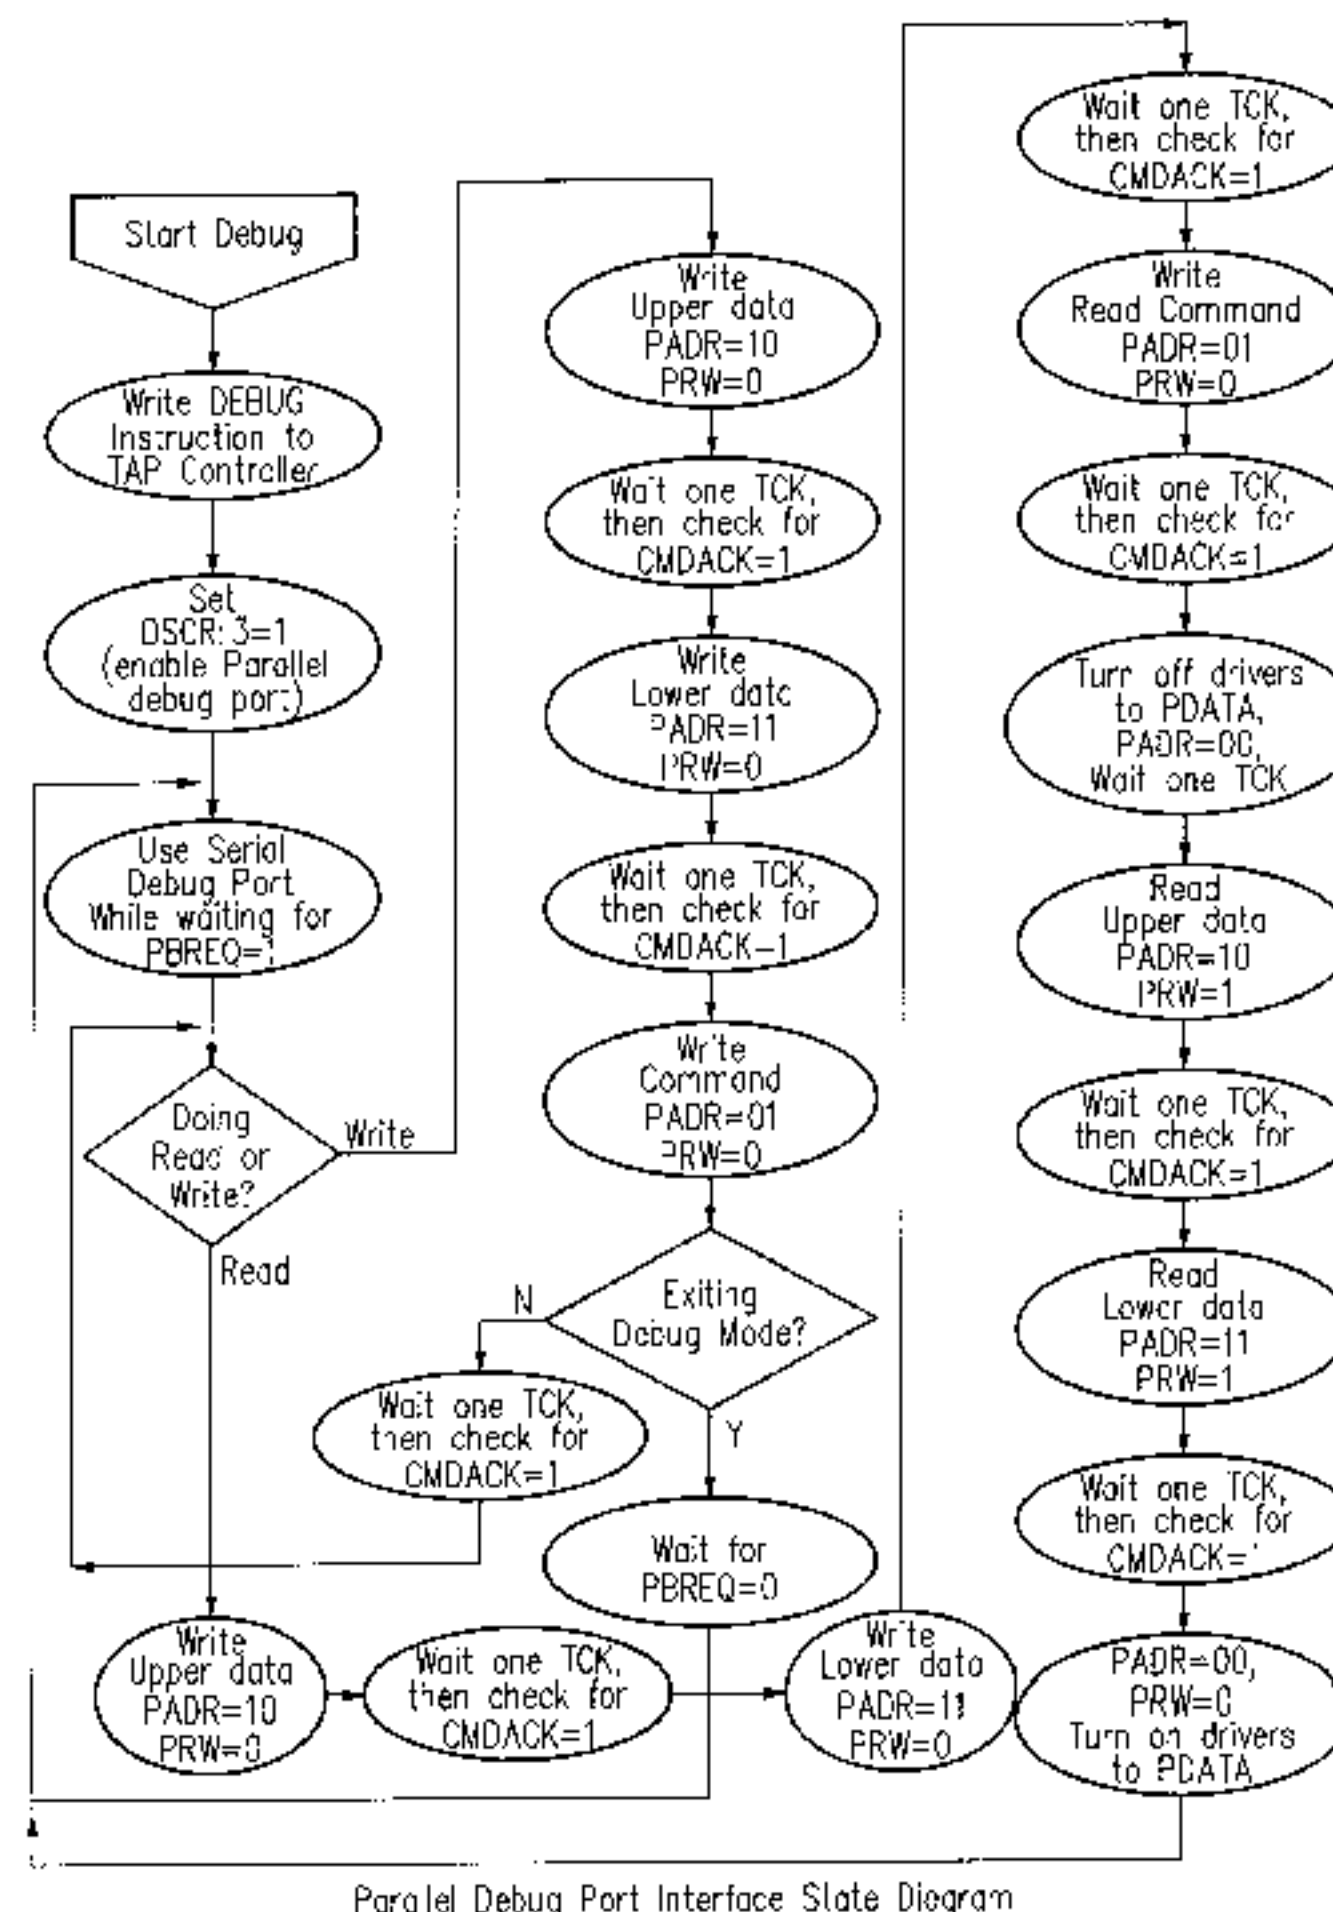 Start Debug
Write DEBUG
Instruction to
TAP Controller
Set
DSCR:3=1
(enable Parallel
debug port)
Use Serial
Debug Port
While waiting for
PBREQ=1
Doing
Read or
Write?
Write
Read
Write
Upper data
PADR=10
PRW=0
Wait one TCK,
then check for
CMDACK=1
Write
Lower data
PADR=11
PRW=0
Wait one TCK,
then check for
CMDACK=1
Write
Command
PADR=01
PRW=0
Exiting
Debug Mode?
N
Y
Wait one TCK,
then check for
CMDACK=1
Wait for
PBREQ=0
Write
Upper data
PADR=10
PRW=0
Wait one TCK,
then check for
CMDACK=1
Write
Lower data
PADR=11
PRW=0
Wait one TCK,
then check for
CMDACK=1
Write
Read Command
PADR=01
PRW=0
Wait one TCK,
then check for
CMDACK=1
Turn off drivers
to PDATA,
PADR=00,
Wait one TCK
Read
Upper data
PADR=10
PRW=1
Wait one TCK,
then check for
CMDACK=1
Read
Lower data
PADR=11
PRW=1
Wait one TCK,
then check for
CMDACK=1
PADR=00,
PRW=0
Turn on drivers
to PDATA
Parallel Debug Port Interface State Diagram